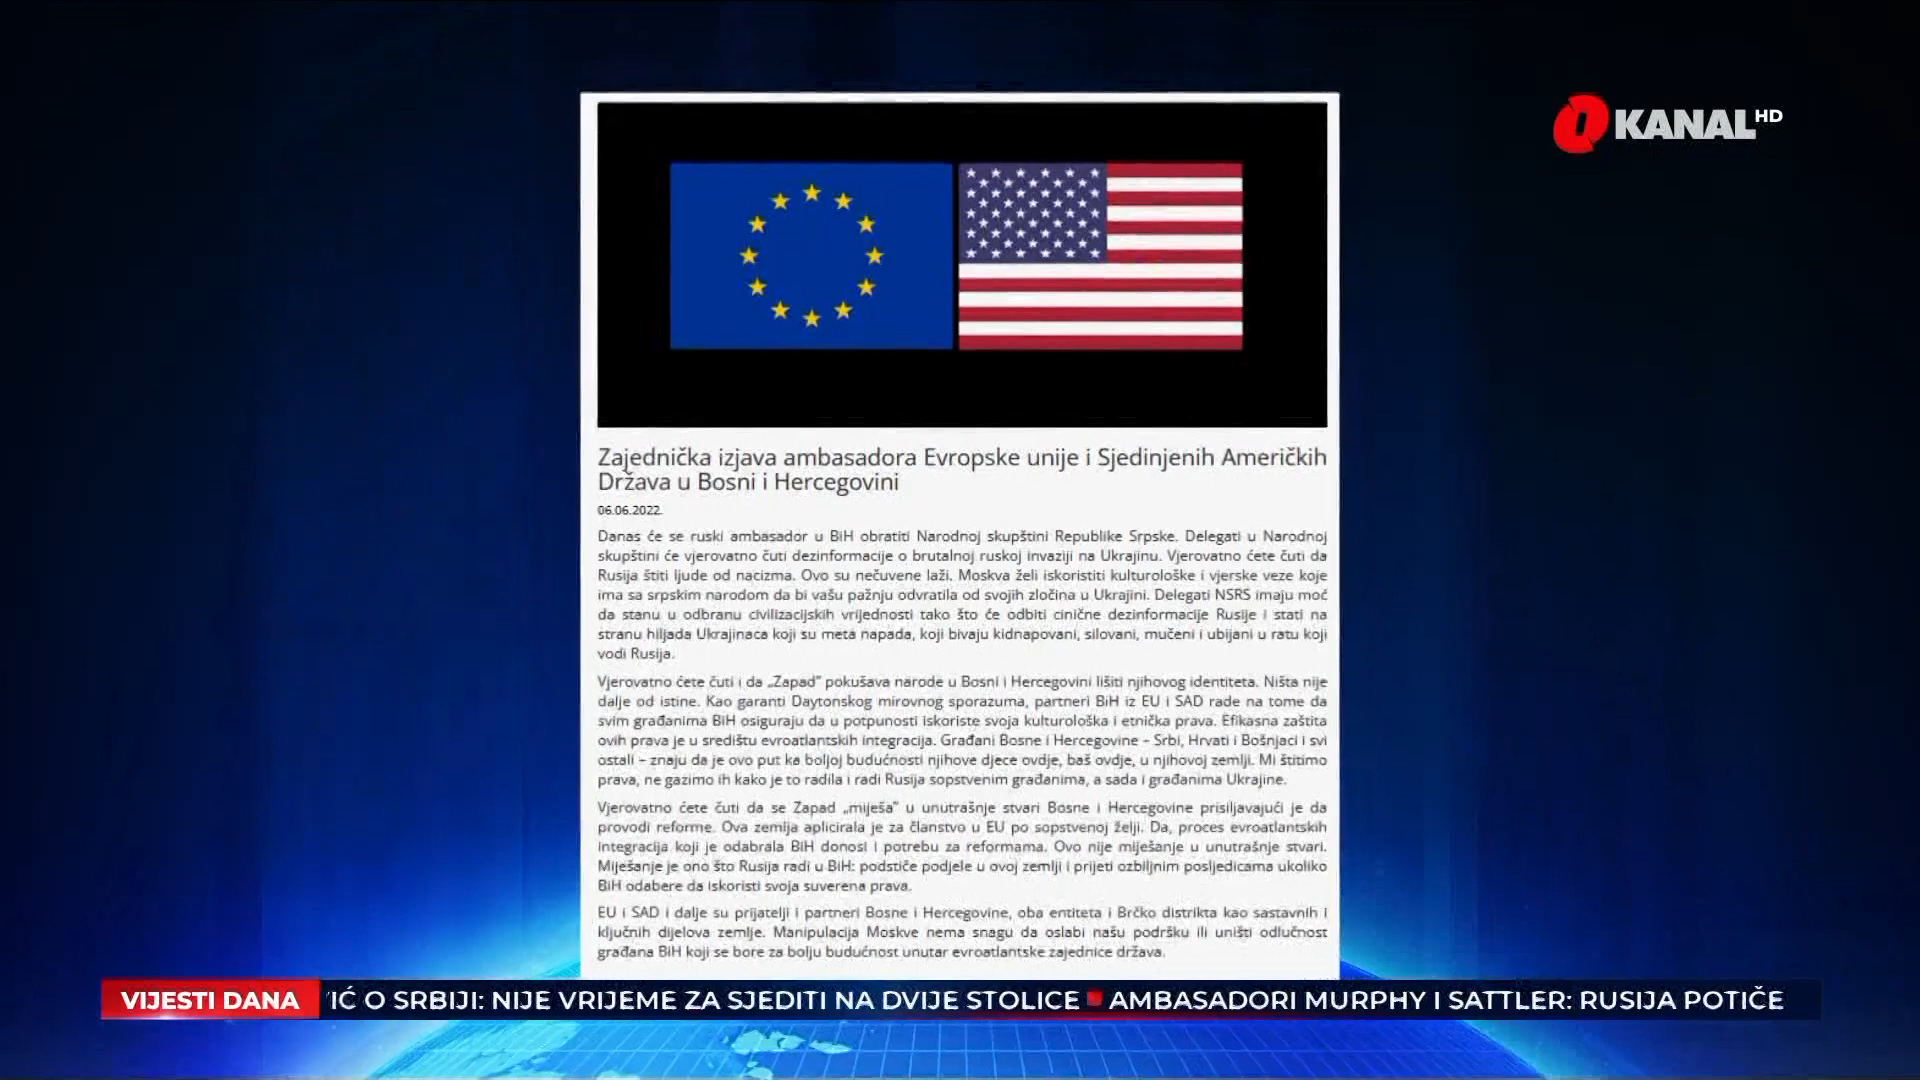 KANAL HD
Zajednička izjava ambasadora Evropske unije i Sjedinjenih Američkih
Država u Bosni i Hercegovini
06.06.2022.
Danas će se ruski ambasador u BiH obratiti Narodnoj skupštini Republike Srpske. Delegati u Narodnoj
skupštini će vjerovatno čuti dezinformacije o brutalnoj ruskoj invaziji na Ukrajinu. Vjerovatno ćete čuti da
Rusija štiti ljude od nacizma. Ovo su nečuvene laži. Moskva želi iskoristiti kulturološke i vjerske veze koje
ima sa srpskim narodom da bi vašu pažnju odvratila od svojih zločina u Ukrajini. Delegati NSRS imaju moć
da stanu u odbranu civilizacijskih vrijednosti tako što će odbiti cinične dezinformacije Rusije i stati na
stranu hiljada Ukrajinaca koji su meta napada, koji bivaju kidnapovani, silovani, mučeni i ubijani u ratu koji
vodi Rusija.
Vjerovatno ćete čuti i da „Zapad” pokušava narode u Bosni i Hercegovini lišiti njihovog identiteta. Ništa nije
dalje od istine. Kao garanti Daytonskog mirovnog sporazuma, partneri BiH iz EU i SAD rade na tome da
svim građanima BiH osiguraju da u potpunosti iskoriste svoja kulturološka i etnička prava. Efikasna zaštita
ovih prava je u središtu evroatlantskih integracija. Građani Bosne i Hercegovine – Srbi, Hrvati i Bošnjaci i svi
ostali – znaju da je ovo put ka boljoj budućnosti njihove djece ovdje, baš ovdje, u njihovoj zemlji. Mi štitimo
prava, ne gazimo ih kako je to radila i radi Rusija sopstvenim građanima, a sada i građanima Ukrajine.
Vjerovatno ćete čuti da se Zapad „miješa” u unutrašnje stvari Bosne i Hercegovine prisiljavajući je da
provodi reforme. Ova zemlja aplicirala je za članstvo u EU po sopstvenoj želji. Da, proces evroatlantskih
integracija koji je odabrala BiH donosi i potrebu za reformama. Ovo nije miješanje u unutrašnje stvari.
Miješanje je ono što Rusija radi u BiH: podstiče podjele u ovoj zemlji i prijeti ozbiljnim posljedicama ukoliko
BiH odabere da iskoristi svoja suverena prava.
EU i SAD i dalje su prijatelji i partneri Bosne i Hercegovine, oba entiteta i Brčko distrikta kao sastavnih i
ključnih dijelova zemlje. Manipulacija Moskve nema snagu da oslabi našu podršku ili uništi odlučnost
građana BiH koji se bore za bolju budućnost unutar evroatlantske zajednice država.
VIJESTI DANA IĆ O SRBIJI: NIJE VRIJEME ZA SJEDITI NA DVIJE STOLICE AMBASADORI MURPHY I SATTLER: RUSIJA POTIČE